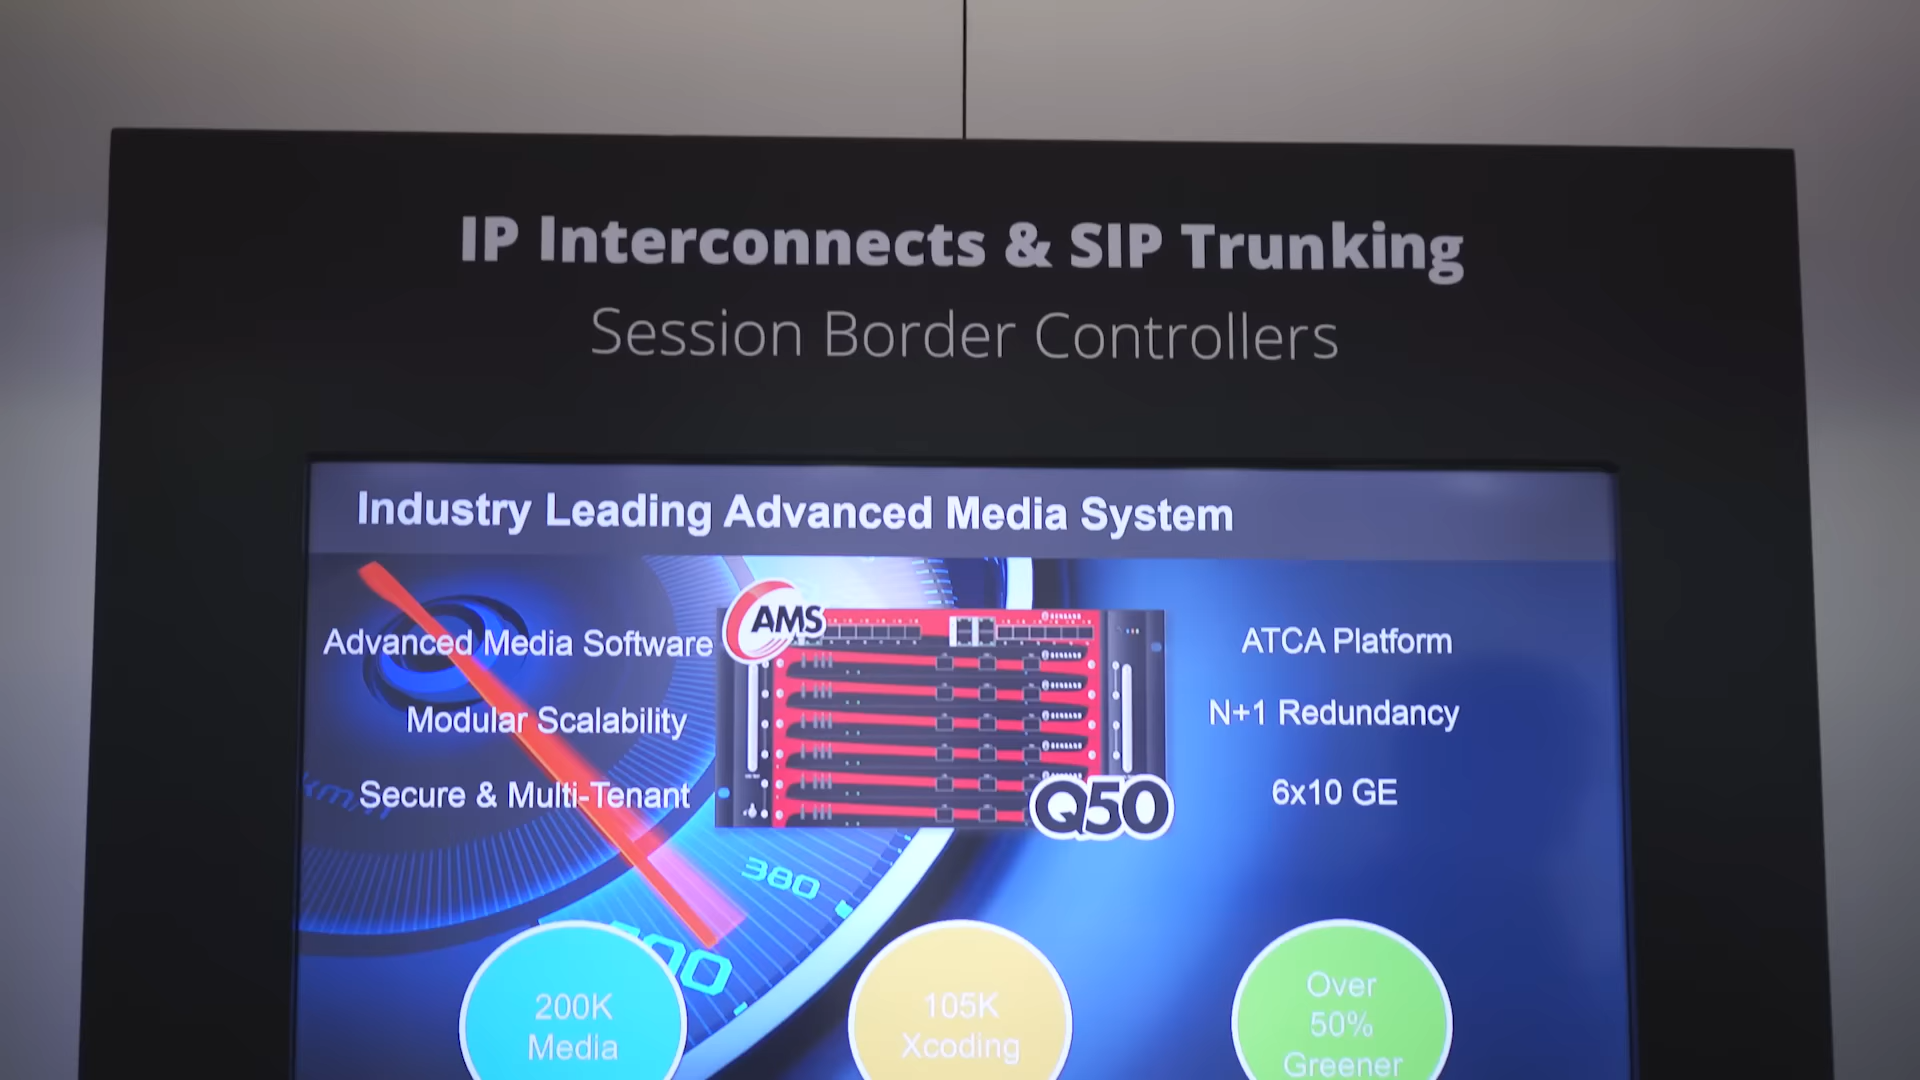 IP Interconnects & SIP Trunking
Session Border Controllers
Industry Leading Advanced Media System
AMS
Advanced Media Software
ATCA Platform
Modular Scalability
N+1 Redundancy
Secure & Multi-Tenant
6x10 GE
Q50
380
200K
Media
105K
Xcoding
Over
50%
Greener